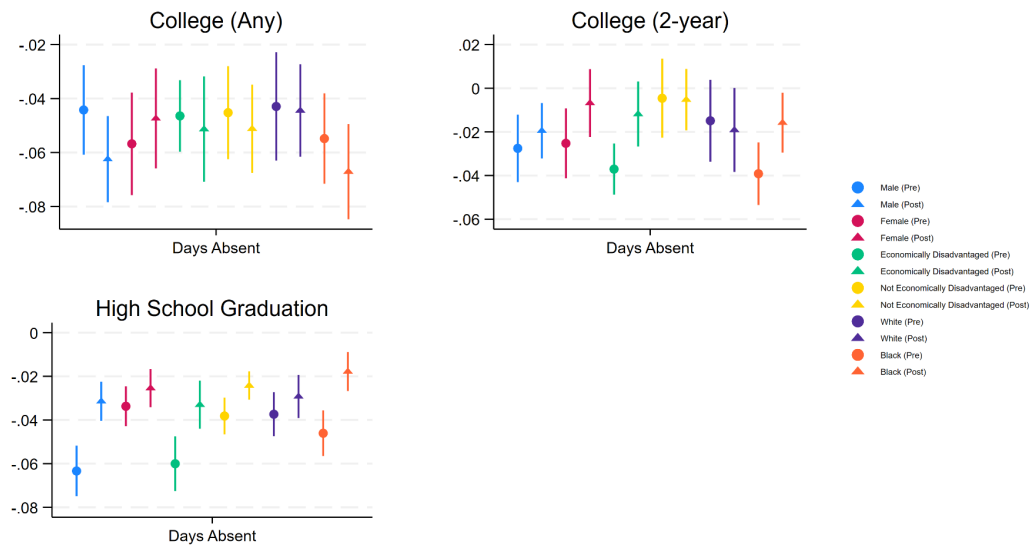 College (Any)
-.02
-.04
-.06
-.08
Days Absent
College (2-year)
.02
0
-.02
-.04
-.06
Days Absent
High School Graduation
0
-.02
-.04
-.06
-.08
Days Absent
Male (Pre)
Male (Post)
Female (Pre)
Female (Post)
Economically Disadvantaged (Pre)
Economically Disadvantaged (Post)
Not Economically Disadvantaged (Pre)
Not Economically Disadvantaged (Post)
White (Pre)
White (Post)
Black (Pre)
Black (Post)